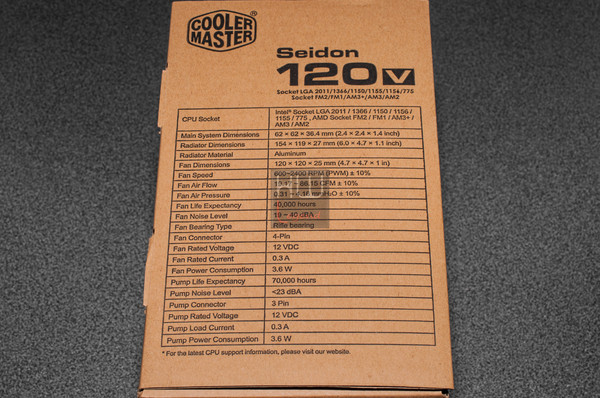 COOLER
MASTER®
Seidon
120V
Socket LGA 2011/1366/1150/1155/1156/775
Socket FM2/FM1/AM3+/AM3/AM2
CPU Socket Intel® Socket LGA 2011 / 1366 / 1150 / 1156 /
1155 / 775 , AMD Socket FM2 / FM1 / AM3+ /
AM3 / AM2
Main System Dimensions 62 x 62 x 36.4 mm (2.4 x 2.4 x 1.4 inch)
Radiator Dimensions 154 x 119 x 27 mm (6.0 x 4.7 x 1.1 inch)
Radiator Material Aluminum
Fan Dimensions 120 x 120 x 25 mm (4.7 x 4.7 x 1 in)
Fan Speed 600~2400 RPM (PWM) ± 10%
Fan Air Flow CFM ± 10%
Fan Air Pressure ± 10%
Fan Life Expectancy 40,000 hours
Fan Noise Level 19 ~ 40 dBA
Fan Bearing Type Rifle bearing
Fan Connector 4-Pin
Fan Rated Voltage 12 VDC
Fan Rated Current 0.3 A
Fan Power Consumption 3.6 W
Pump Life Expectancy 70,000 hours
Pump Noise Level <23 dBA
Pump Connector 3 Pin
Pump Rated Voltage 12 VDC
Pump Load Current 0.3 A
Pump Power Consumption 3.6 W
* For the latest CPU support information, please visit our website.